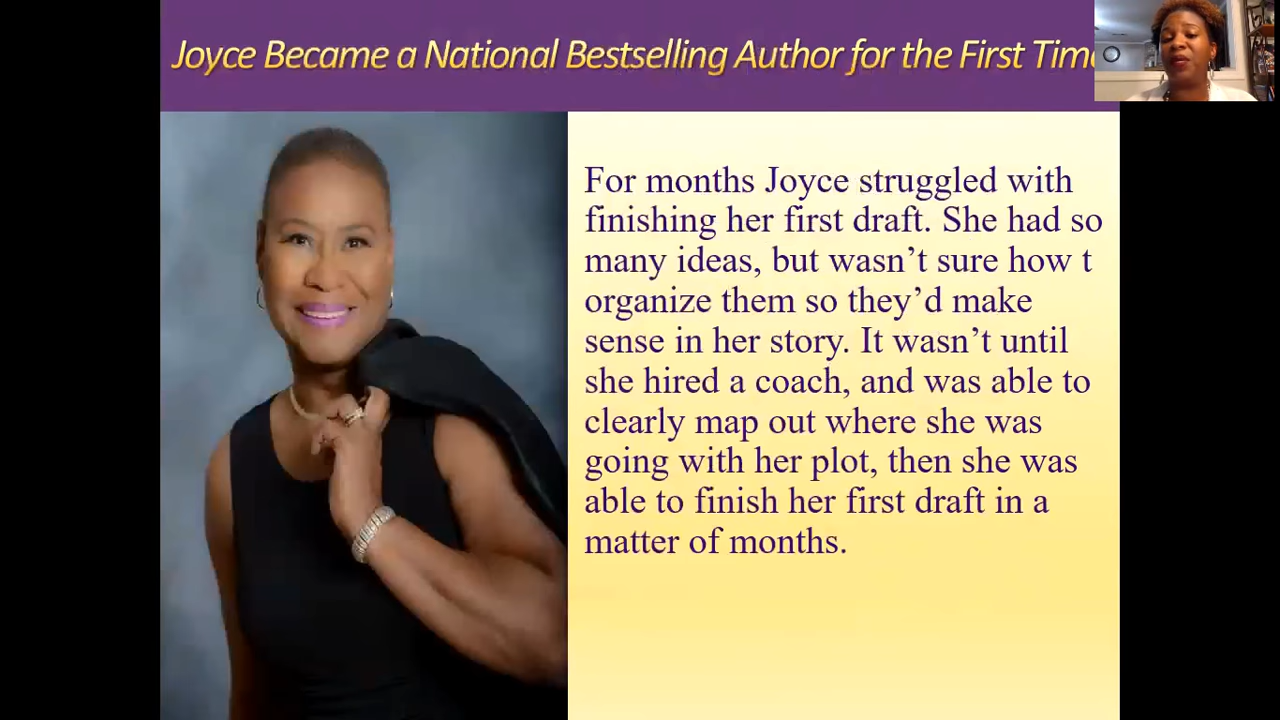 Joyce Became a National Bestselling Author for the First Tim
For months Joyce struggled with
finishing her first draft. She had so
many ideas, but wasn’t sure how t
organize them so they’d make
sense in her story. It wasn’t until
she hired a coach, and was able to
clearly map out where she was
going with her plot, then she was
able to finish her first draft in a
matter of months.